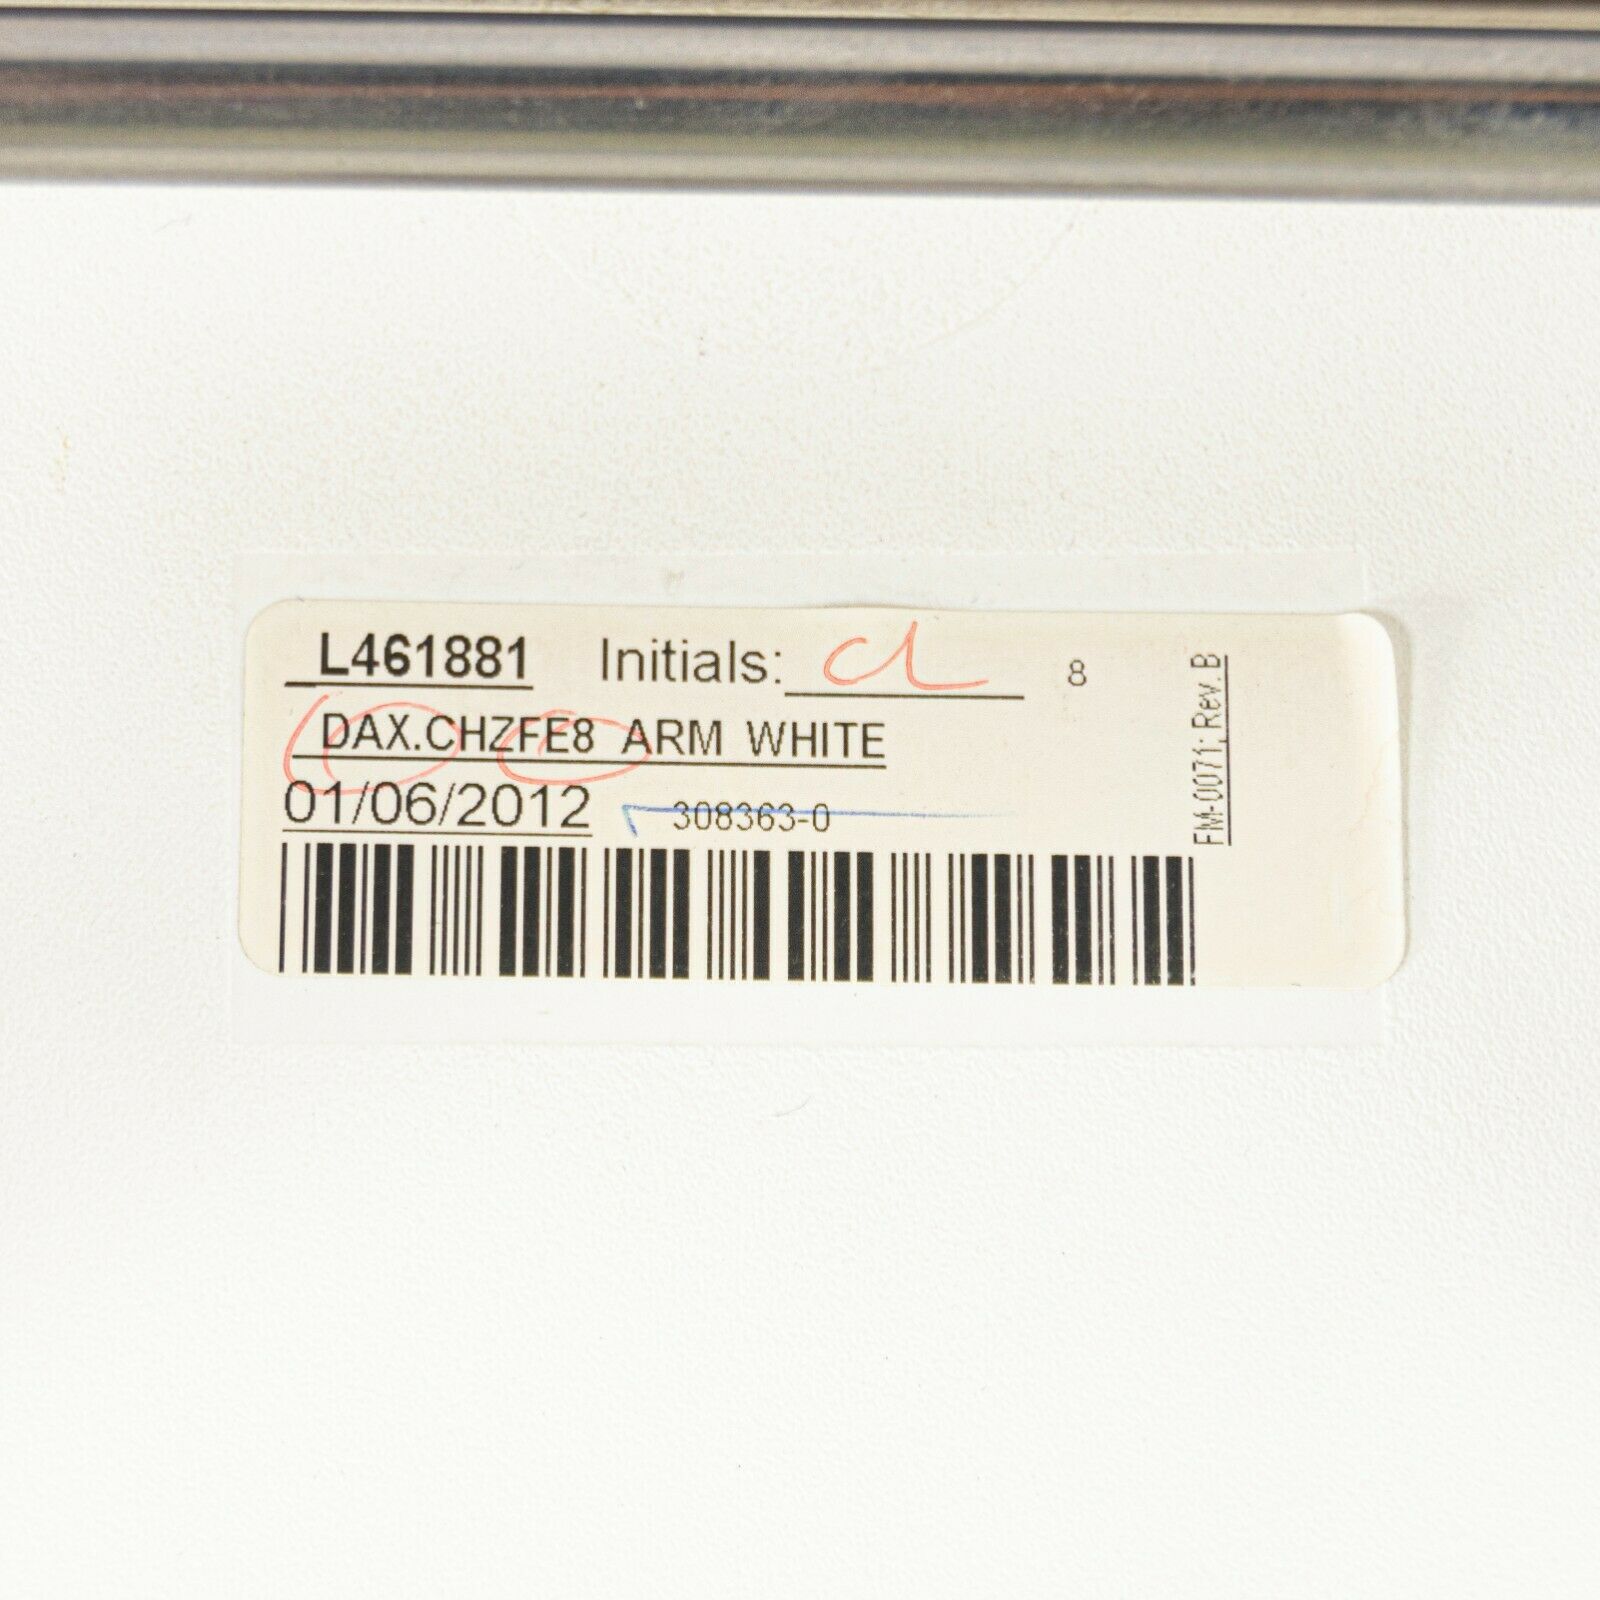 L461881 Initials: CL 8
DAX.CHZFE8 ARM WHITE
01/06/2012 308363-0
FM-0071; Rev. B